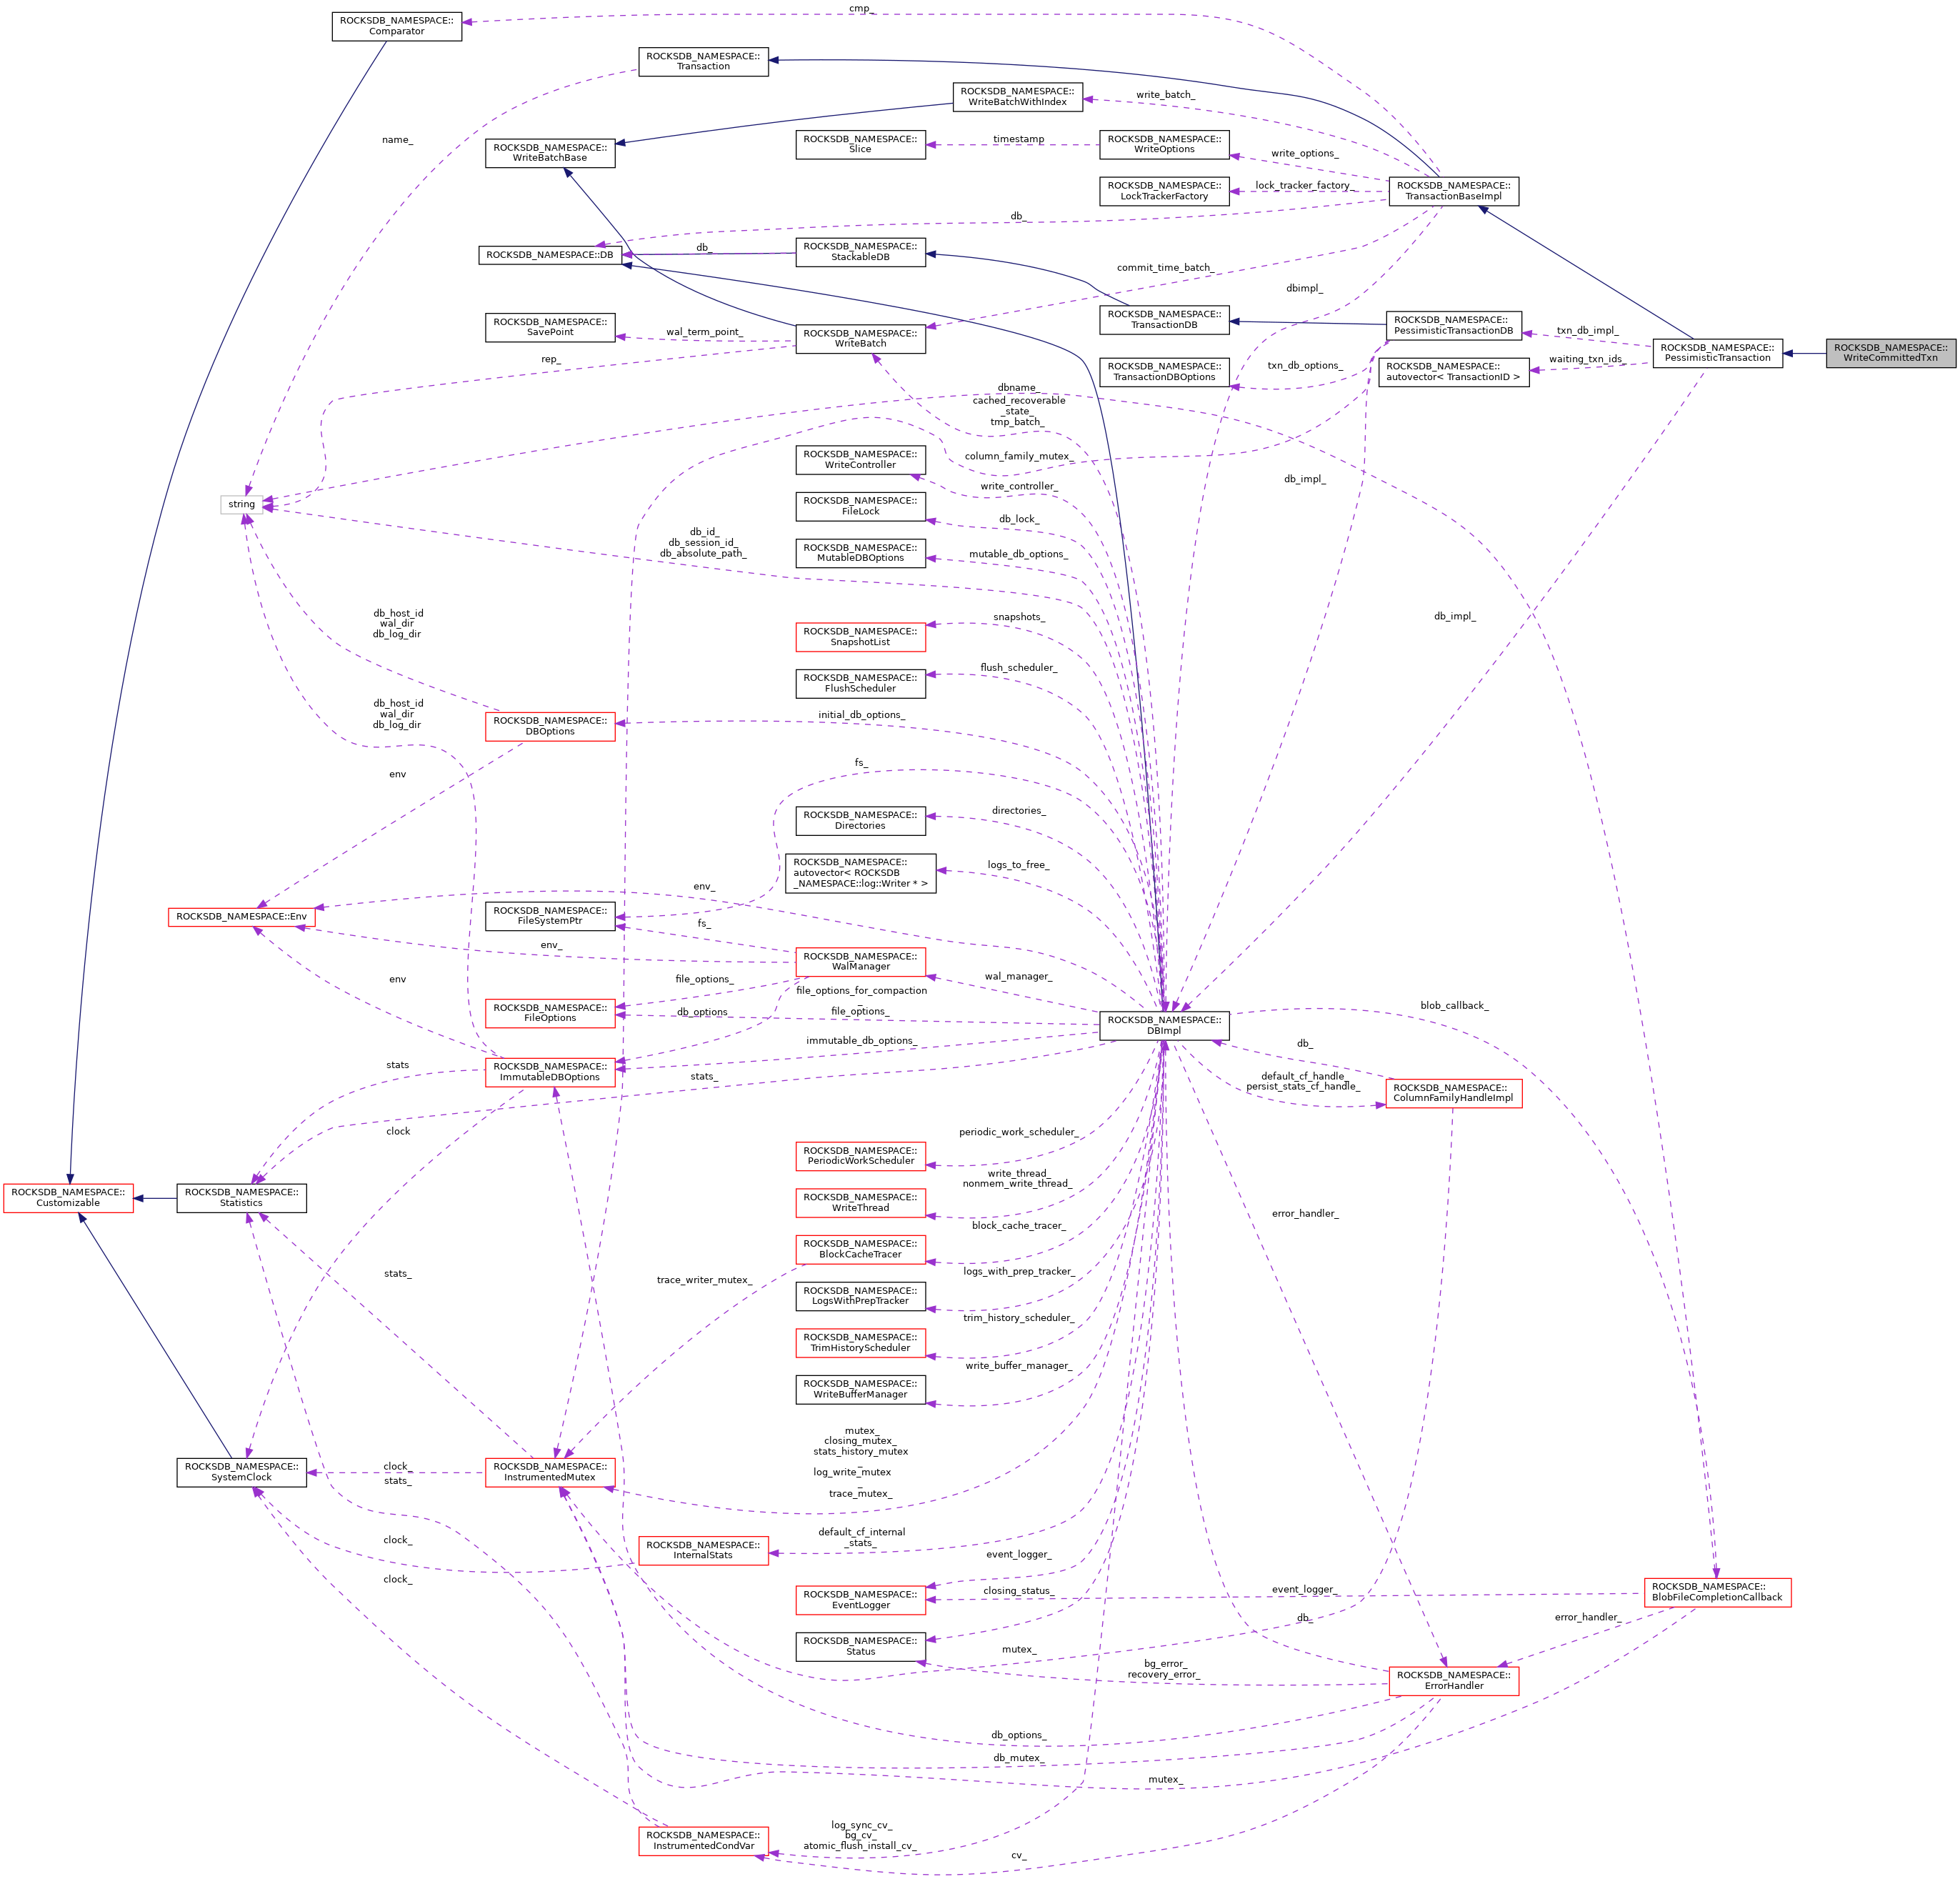 cmp_
ROCKSDB_NAMESPACE::
Comparator
ROCKSDB_NAMESPACE::
Transaction
ROCKSDB_NAMESPACE::
WriteBatchWithIndex
write_batch_
name_
ROCKSDB_NAMESPACE::
WriteBatchBase
ROCKSDB_NAMESPACE::
Slice
timestamp
ROCKSDB_NAMESPACE::
WriteOptions
write_options_
ROCKSDB_NAMESPACE::
LockTrackerFactory
lock_tracker_factory_
ROCKSDB_NAMESPACE::
TransactionBaseImpl
db_
ROCKSDB_NAMESPACE::DB
db_
ROCKSDB_NAMESPACE::
StackableDB
commit_time_batch_
dbimpl_
ROCKSDB_NAMESPACE::
TransactionDB
ROCKSDB_NAMESPACE::
PessimisticTransactionDB
txn_db_impl_
ROCKSDB_NAMESPACE::
SavePoint
wal_term_point_
ROCKSDB_NAMESPACE::
WriteBatch
ROCKSDB_NAMESPACE::
PessimisticTransaction
ROCKSDB_NAMESPACE::
WriteCommittedTxn
rep_
ROCKSDB_NAMESPACE::
TransactionDBOptions
txn_db_options_
ROCKSDB_NAMESPACE::
autovector< TransactionID >
waiting_txn_ids_
dbname_
cached_recoverable
_state_
tmp_batch_
ROCKSDB_NAMESPACE::
WriteController
column_family_mutex_
write_controller_
db_impl_
string
ROCKSDB_NAMESPACE::
FileLock
db_lock_
db_id_
db_session_id_
db_absolute_path_
ROCKSDB_NAMESPACE::
MutableDBOptions
mutable_db_options_
db_host_id
wal_dir
db_log_dir
ROCKSDB_NAMESPACE::
SnapshotList
snapshots_
db_impl_
ROCKSDB_NAMESPACE::
FlushScheduler
flush_scheduler_
db_host_id
wal_dir
db_log_dir
ROCKSDB_NAMESPACE::
DBOptions
initial_db_options_
env
fs_
ROCKSDB_NAMESPACE::
Directories
directories_
ROCKSDB_NAMESPACE::
autovector< ROCKSDB
_NAMESPACE::log::Writer * >
logs_to_free_
env_
ROCKSDB_NAMESPACE::Env
ROCKSDB_NAMESPACE::
FileSystemPtr
fs_
env_
ROCKSDB_NAMESPACE::
WalManager
wal_manager_
env
file_options_
file_options_for_compaction
_
file_options_
ROCKSDB_NAMESPACE::
FileOptions
db_options_
ROCKSDB_NAMESPACE::
DBImpl
blob_callback_
immutable_db_options_
db_
stats
ROCKSDB_NAMESPACE::
ImmutableDBOptions
stats_
default_cf_handle_
persist_stats_cf_handle_
ROCKSDB_NAMESPACE::
ColumnFamilyHandleImpl
clock
periodic_work_scheduler_
ROCKSDB_NAMESPACE::
PeriodicWorkScheduler
write_thread_
nonmem_write_thread_
ROCKSDB_NAMESPACE::
Customizable
ROCKSDB_NAMESPACE::
Statistics
ROCKSDB_NAMESPACE::
WriteThread
error_handler_
block_cache_tracer_
ROCKSDB_NAMESPACE::
BlockCacheTracer
stats_
trace_writer_mutex_
logs_with_prep_tracker_
ROCKSDB_NAMESPACE::
LogsWithPrepTracker
trim_history_scheduler_
ROCKSDB_NAMESPACE::
TrimHistoryScheduler
write_buffer_manager_
ROCKSDB_NAMESPACE::
WriteBufferManager
mutex_
closing_mutex_
stats_history_mutex
_
log_write_mutex
_
trace_mutex_
ROCKSDB_NAMESPACE::
SystemClock
clock_
stats_
ROCKSDB_NAMESPACE::
InstrumentedMutex
clock_
ROCKSDB_NAMESPACE::
InternalStats
default_cf_internal
_stats_
event_logger_
clock_
closing_status_
ROCKSDB_NAMESPACE::
EventLogger
event_logger_
ROCKSDB_NAMESPACE::
BlobFileCompletionCallback
db_
error_handler_
ROCKSDB_NAMESPACE::
Status
mutex_
bg_error_
recovery_error_
ROCKSDB_NAMESPACE::
ErrorHandler
db_options_
db_mutex_
mutex_
ROCKSDB_NAMESPACE::
InstrumentedCondVar
log_sync_cv_
bg_cv_
atomic_flush_install_cv_
cv_